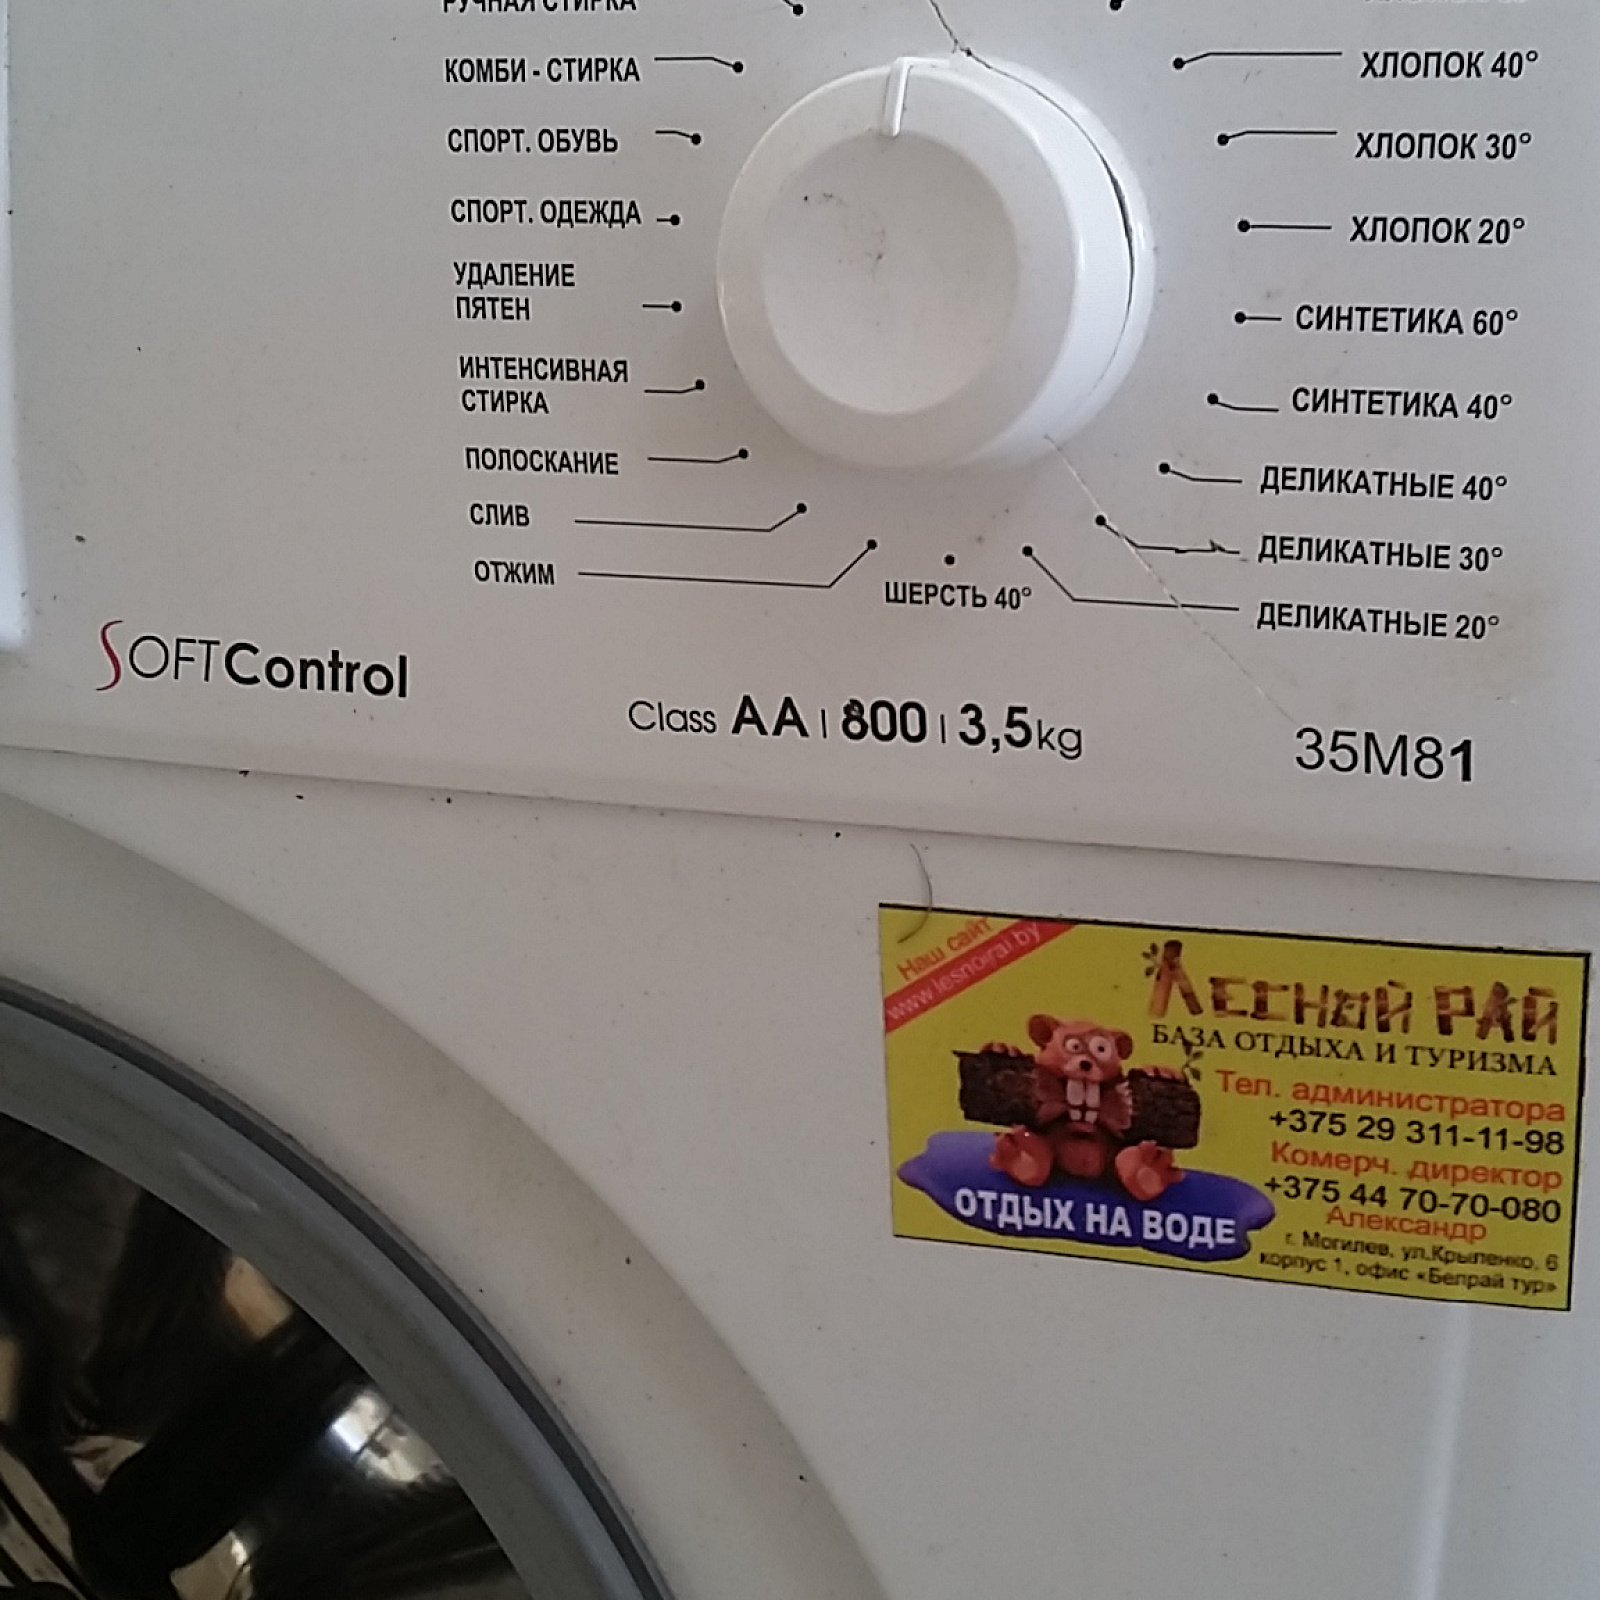 РУЧНАЯ СТИРКА
КОМБИ - СТИРКА
СПОРТ. ОБУВЬ
СПОРТ. ОДЕЖДА
УДАЛЕНИЕ
ПЯТЕН
ИНТЕНСИВНАЯ
СТИРКА
ПОЛОСКАНИЕ
СЛИВ
ОТЖИМ
ШЕРСТЬ 40°
ХЛОПОК 40°
ХЛОПОК 30°
ХЛОПОК 20°
СИНТЕТИКА 60°
СИНТЕТИКА 40°
ДЕЛИКАТНЫЕ 40°
ДЕЛИКАТНЫЕ 30°
ДЕЛИКАТНЫЕ 20°
SOFTControl
Class AA | 800 | 3,5kg
35M81
Наш сайт
www.lesnoirai.by
ЛЕСНЫЙ РАЙ
БАЗА ОТДЫХА И ТУРИЗМА
Тел. администратора
+375 29 311-11-98
Комерч. директор
+375 44 70-70-080
Александр
г. Могилев, ул.Крыленко, 6
корпус 1, офис «Белрай тур»
ОТДЫХ НА ВОДЕ